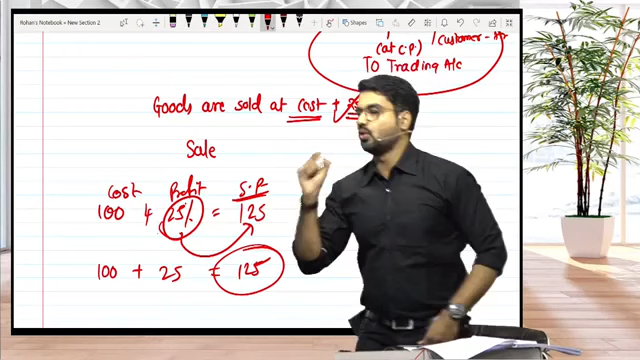 Rohan's Notebook - New Section 2
(at C.P.) / Customer -
To Trading A/c
Goods are sold at cost +
Sale
Cost Profit S.P
100 + 25% = 125
100 + 25 = 125